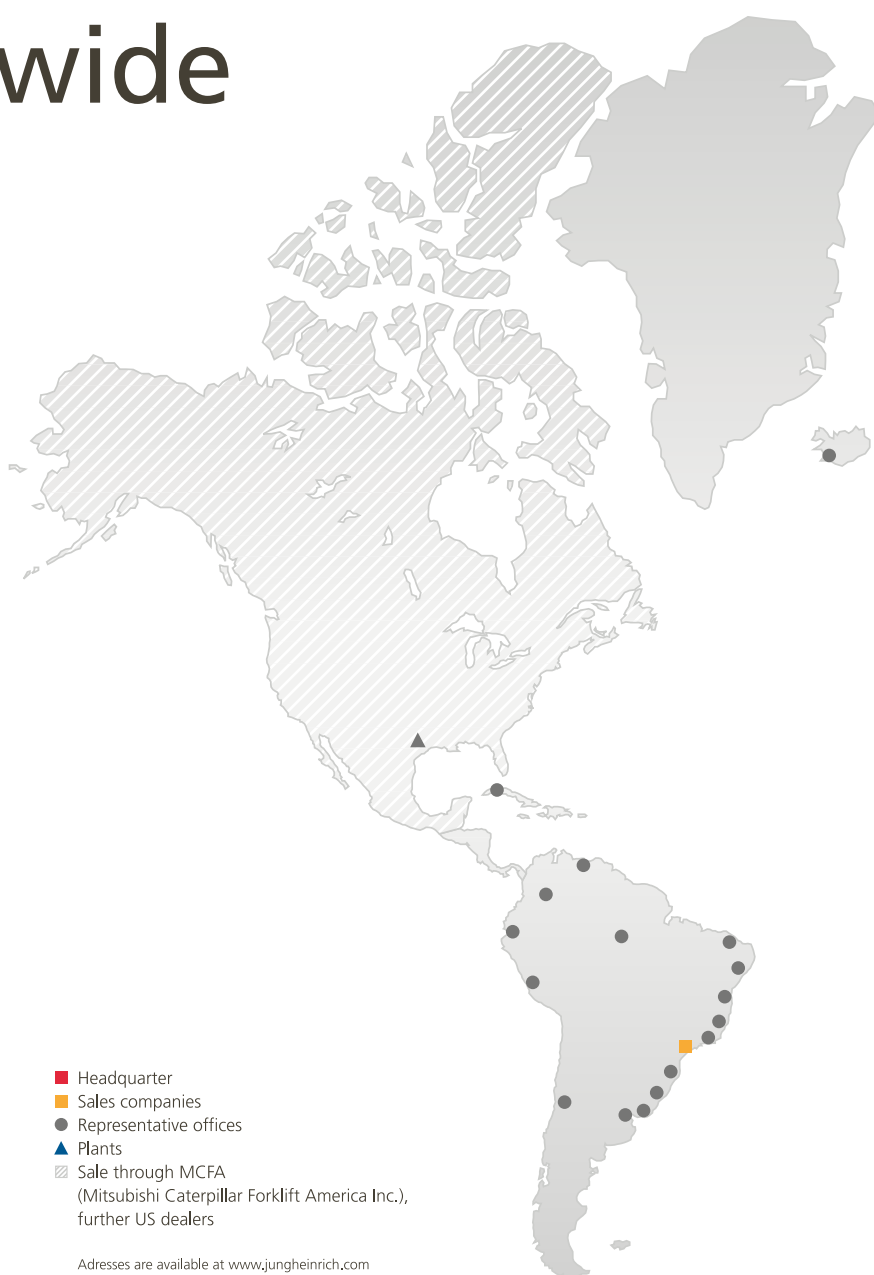 wide
Headquarter
Sales companies
Representative offices
Plants
Sale through MCFA
(Mitsubishi Caterpillar Forklift America Inc.),
further US dealers
Adresses are available at www.jungheinrich.com